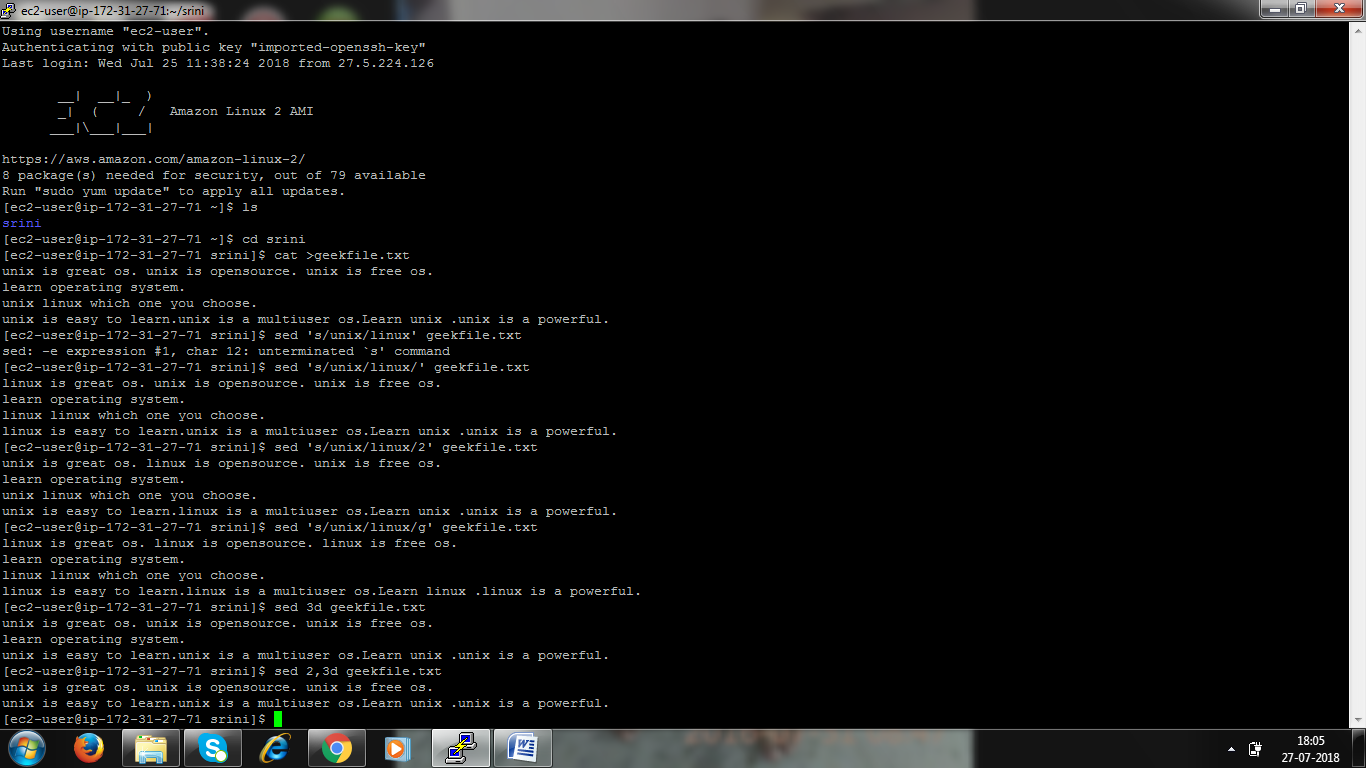 ec2-user@ip-172-31-27-71:~/srini
Using username "ec2-user".
Authenticating with public key "imported-openssh-key"
Last login: Wed Jul 25 11:38:24 2018 from 27.5.224.126
__|  __|_  )
_|  (     /   Amazon Linux 2 AMI
___|\___|___|
https://aws.amazon.com/amazon-linux-2/
8 package(s) needed for security, out of 79 available
Run "sudo yum update" to apply all updates.
[ec2-user@ip-172-31-27-71 ~]$ ls
srini
[ec2-user@ip-172-31-27-71 ~]$ cd srini
[ec2-user@ip-172-31-27-71 srini]$ cat >geekfile.txt
unix is great os. unix is opensource. unix is free os.
learn operating system.
unix linux which one you choose.
unix is easy to learn.unix is a multiuser os.Learn unix .unix is a powerful.
[ec2-user@ip-172-31-27-71 srini]$ sed 's/unix/linux' geekfile.txt
sed: -e expression #1, char 12: unterminated `s' command
[ec2-user@ip-172-31-27-71 srini]$ sed 's/unix/linux/' geekfile.txt
linux is great os. unix is opensource. unix is free os.
learn operating system.
linux linux which one you choose.
linux is easy to learn.unix is a multiuser os.Learn unix .unix is a powerful.
[ec2-user@ip-172-31-27-71 srini]$ sed 's/unix/linux/2' geekfile.txt
unix is great os. linux is opensource. unix is free os.
learn operating system.
unix linux which one you choose.
unix is easy to learn.linux is a multiuser os.Learn unix .unix is a powerful.
[ec2-user@ip-172-31-27-71 srini]$ sed 's/unix/linux/g' geekfile.txt
linux is great os. linux is opensource. linux is free os.
learn operating system.
linux linux which one you choose.
linux is easy to learn.linux is a multiuser os.Learn linux .linux is a powerful.
[ec2-user@ip-172-31-27-71 srini]$ sed 3d geekfile.txt
unix is great os. unix is opensource. unix is free os.
learn operating system.
unix is easy to learn.unix is a multiuser os.Learn unix .unix is a powerful.
[ec2-user@ip-172-31-27-71 srini]$ sed 2,3d geekfile.txt
unix is great os. unix is opensource. unix is free os.
unix is easy to learn.unix is a multiuser os.Learn unix .unix is a powerful.
[ec2-user@ip-172-31-27-71 srini]$
18:05
27-07-2018